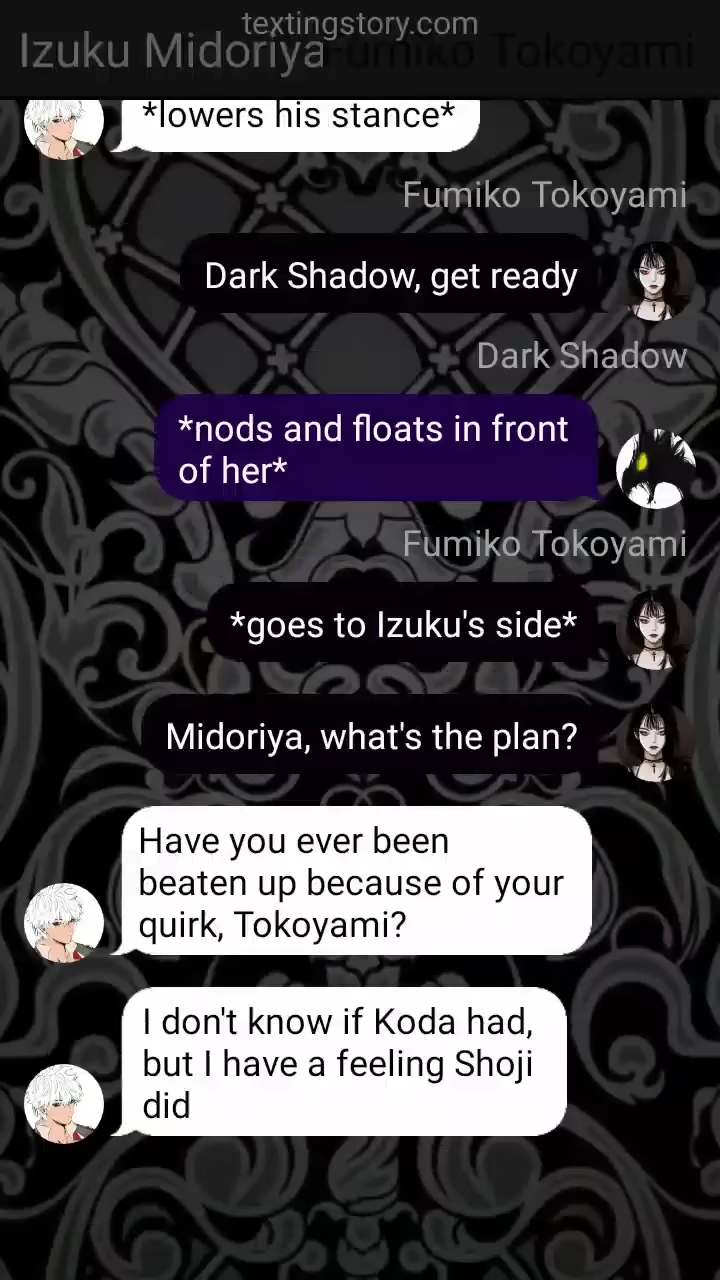 textingstory.com
Izuku Midoriya Fumiko Tokoyami
*lowers his stance*
Fumiko Tokoyami
Dark Shadow, get ready
Dark Shadow
*nods and floats in front
of her*
Fumiko Tokoyami
*goes to Izuku's side*
Midoriya, what's the plan?
Have you ever been
beaten up because of your
quirk, Tokoyami?
I don't know if Koda had,
but I have a feeling Shoji
did